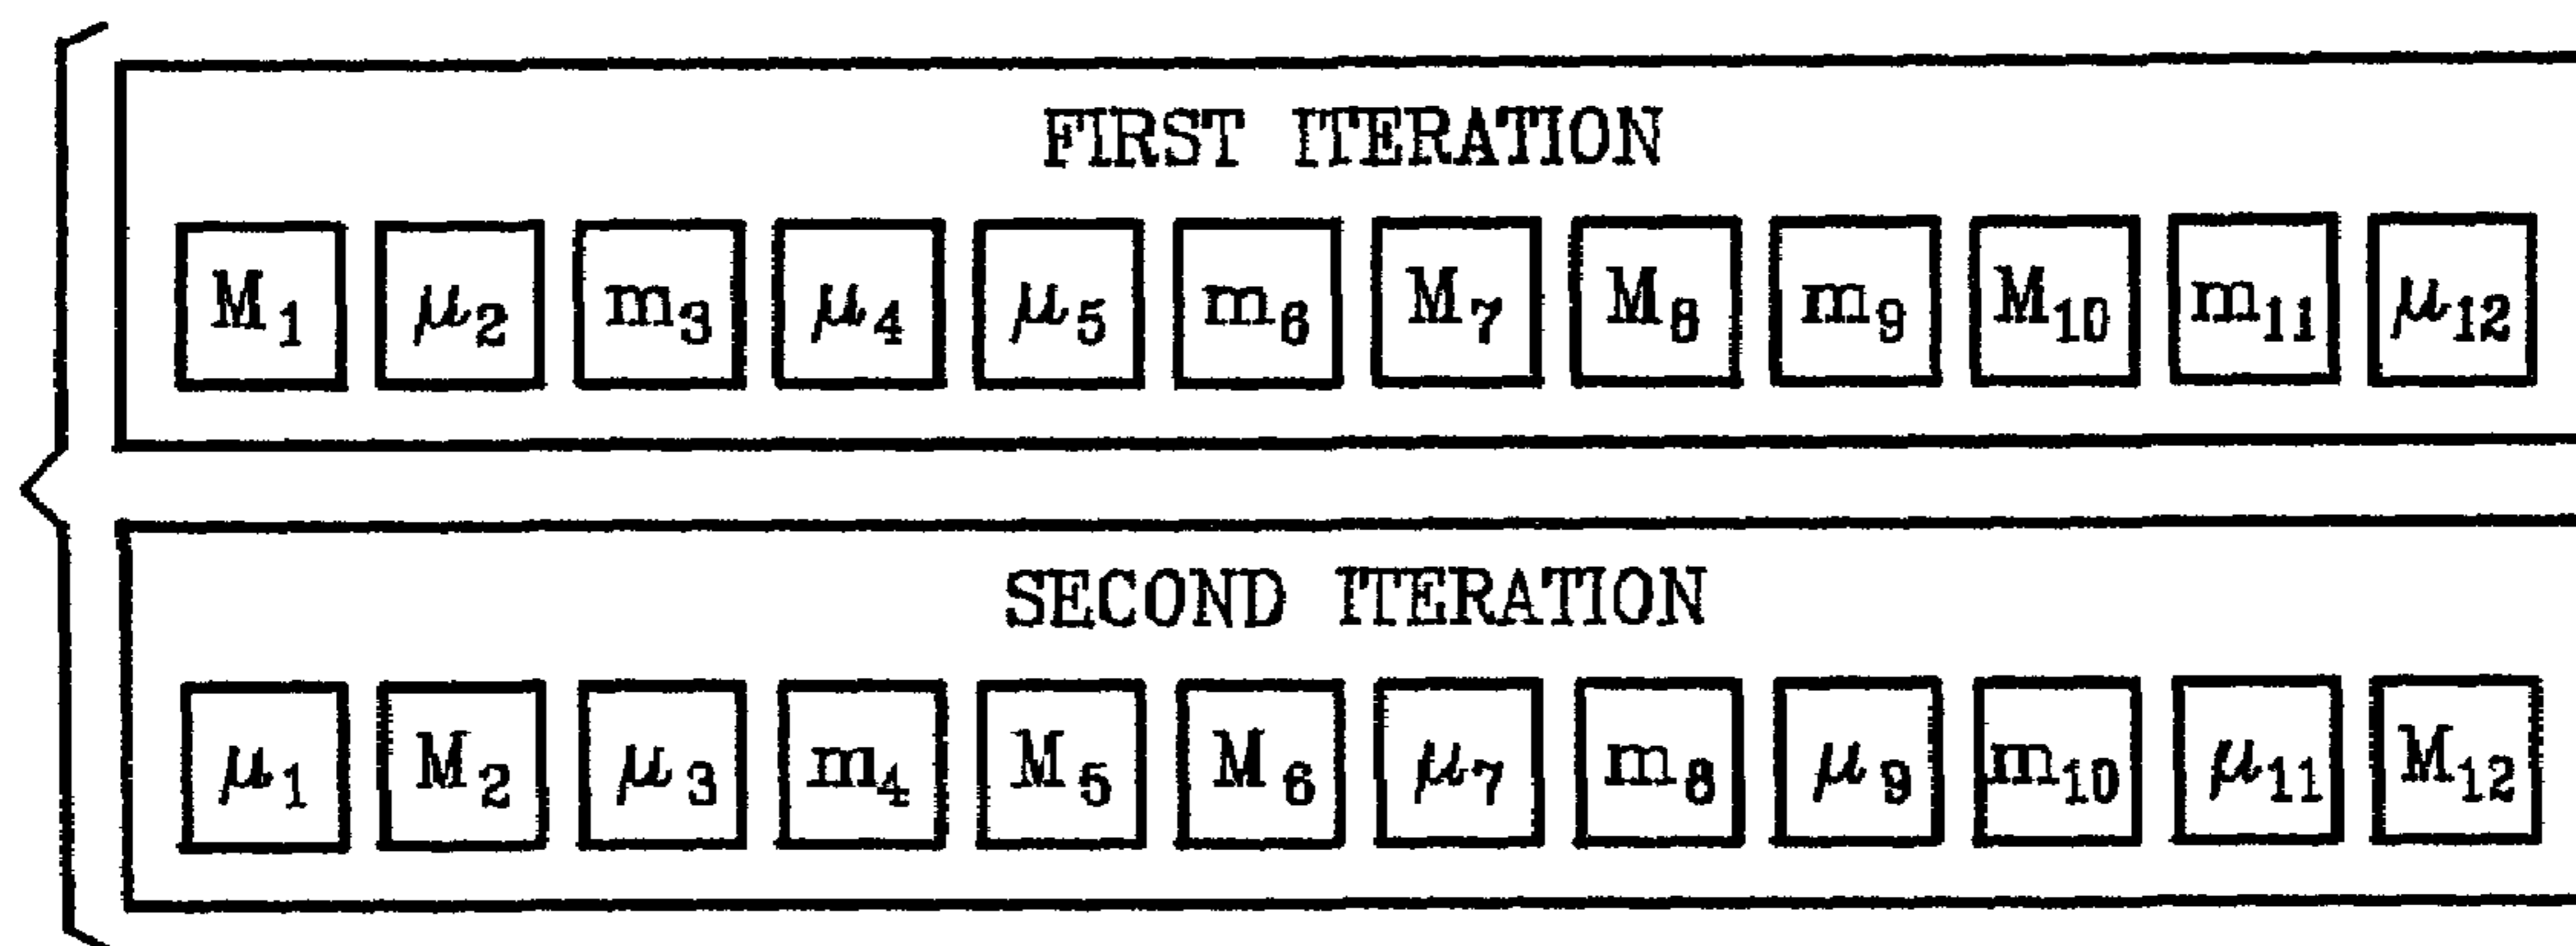 FIRST ITERATION
M₁ μ₂ m₃ μ₄ μ₅ m₆ M₇ M₈ m₉ M₁₀ m₁₁ μ₁₂
SECOND ITERATION
μ₁ M₂ μ₃ m₄ M₅ M₆ μ₇ m₈ μ₉ m₁₀ μ₁₁ M₁₂